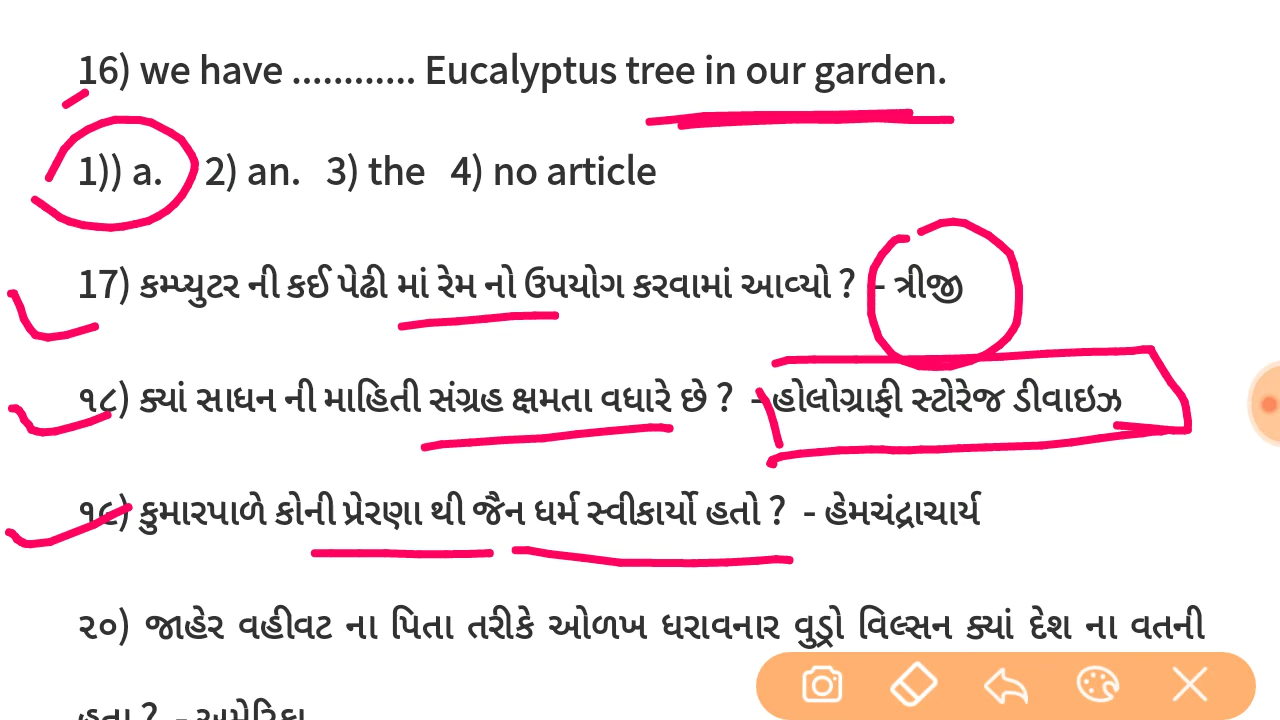 16) we have ............ Eucalyptus tree in our garden.
1)) a. 2) an. 3) the 4) no article
17) કમ્પ્યુટર ની કઈ પેઢી માં રેમ નો ઉપયોગ કરવામાં આવ્યો ? - ત્રીજી
૧૮) ક્યાં સાધન ની માહિતી સંગ્રહ ક્ષમતા વધારે છે ? - હોલોગ્રાફી સ્ટોરેજ ડીવાઇઝ
૧૯) કુમારપાળે કોની પ્રેરણા થી જૈન ધર્મ સ્વીકાર્યો હતો ? - હેમચંદ્રાચાર્ય
૨૦) જાહેર વહીવટ ના પિતા તરીકે ઓળખ ધરાવનાર વુડ્રો વિલ્સન ક્યાં દેશ ના વતની
હતા ? - અમેરિકા